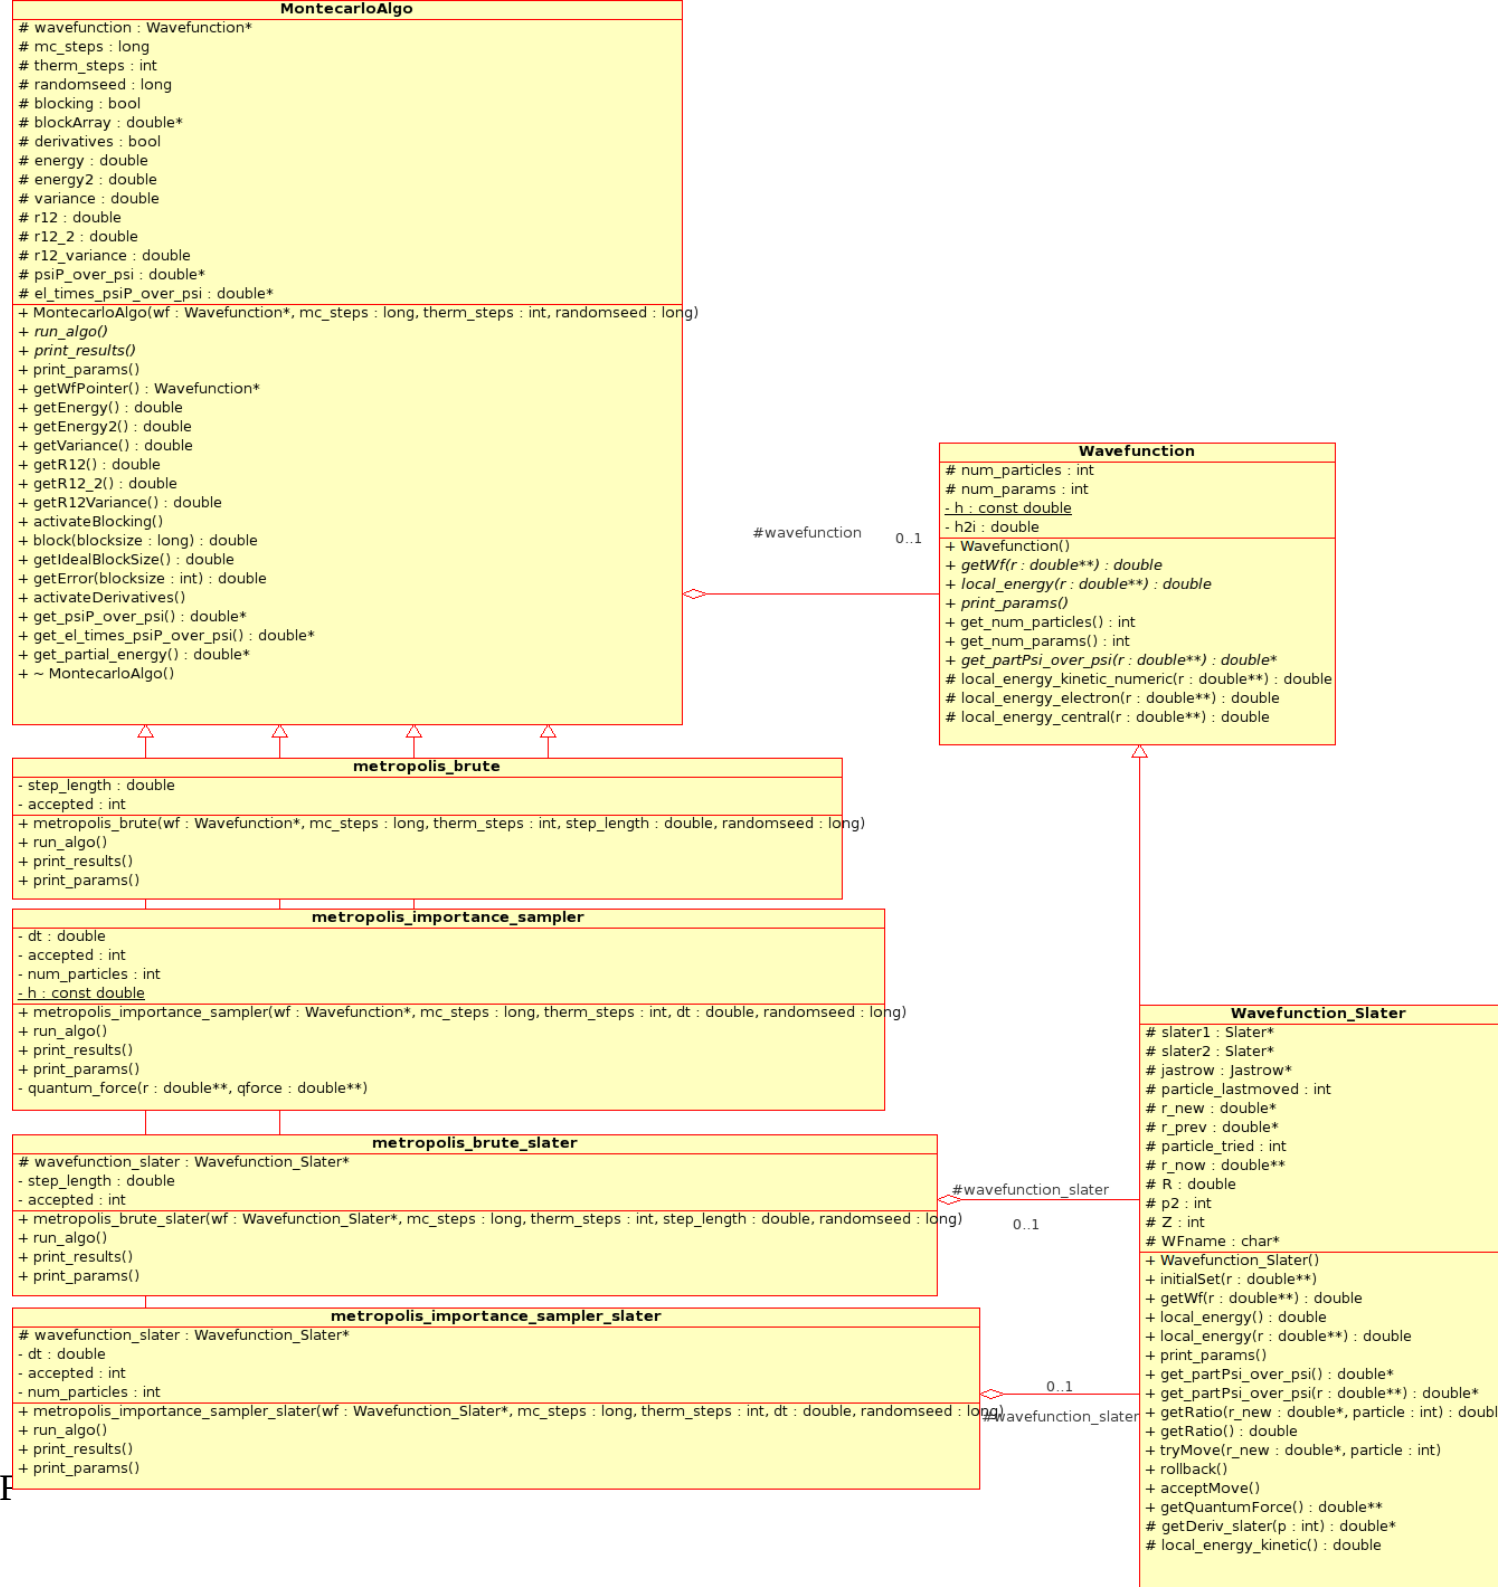 MontecarloAlgo
# wavefunction : Wavefunction*
# mc_steps : long
# therm_steps : int
# randomseed : long
# blocking : bool
# blockArray : double*
# derivatives : bool
# energy : double
# energy2 : double
# variance : double
# r12 : double
# r12_2 : double
# r12_variance : double
# psiP_over_psi : double*
# el_times_psiP_over_psi : double*
+ MontecarloAlgo(wf : Wavefunction*, mc_steps : long, therm_steps : int, randomseed : long)
+ run_algo()
+ print_results()
+ print_params()
+ getWfPointer() : Wavefunction*
+ getEnergy() : double
+ getEnergy2() : double
+ getVariance() : double
+ getR12() : double
+ getR12_2() : double
+ getR12Variance() : double
+ activateBlocking()
+ block(blocksize : long) : double
+ getIdealBlockSize() : double
+ getError(blocksize : int) : double
+ activateDerivatives()
+ get_psiP_over_psi() : double*
+ get_el_times_psiP_over_psi() : double*
+ get_partial_energy() : double*
+ ~ MontecarloAlgo()
#wavefunction
0..1
Wavefunction
# num_particles : int
# num_params : int
- h : const double
- h2i : double
+ Wavefunction()
+ getWf(r : double**) : double
+ local_energy(r : double**) : double
+ print_params()
+ get_num_particles() : int
+ get_num_params() : int
+ get_partPsi_over_psi(r : double**) : double*
# local_energy_kinetic_numeric(r : double**) : double
# local_energy_electron(r : double**) : double
# local_energy_central(r : double**) : double
metropolis_brute
- step_length : double
- accepted : int
+ metropolis_brute(wf : Wavefunction*, mc_steps : long, therm_steps : int, step_length : double, randomseed : long)
+ run_algo()
+ print_results()
+ print_params()
metropolis_importance_sampler
- dt : double
- accepted : int
- num_particles : int
- h : const double
+ metropolis_importance_sampler(wf : Wavefunction*, mc_steps : long, therm_steps : int, dt : double, randomseed : long)
+ run_algo()
+ print_results()
+ print_params()
- quantum_force(r : double**, qforce : double**)
metropolis_brute_slater
# wavefunction_slater : Wavefunction_Slater*
- step_length : double
- accepted : int
+ metropolis_brute_slater(wf : Wavefunction_Slater*, mc_steps : long, therm_steps : int, step_length : double, randomseed : long)
+ run_algo()
+ print_results()
+ print_params()
#wavefunction_slater
0..1
metropolis_importance_sampler_slater
# wavefunction_slater : Wavefunction_Slater*
- dt : double
- accepted : int
- num_particles : int
+ metropolis_importance_sampler_slater(wf : Wavefunction_Slater*, mc_steps : long, therm_steps : int, dt : double, randomseed : long)
+ run_algo()
+ print_results()
+ print_params()
0..1
#wavefunction_slater
Wavefunction_Slater
# slater1 : Slater*
# slater2 : Slater*
# jastrow : Jastrow*
# particle_lastmoved : int
# r_new : double*
# r_prev : double*
# particle_tried : int
# r_now : double**
# R : double
# p2 : int
# Z : int
# WFname : char*
+ Wavefunction_Slater()
+ initialSet(r : double**)
+ getWf(r : double**) : double
+ local_energy() : double
+ local_energy(r : double**) : double
+ print_params()
+ get_partPsi_over_psi() : double*
+ get_partPsi_over_psi(r : double**) : double*
+ getRatio(r_new : double*, particle : int) : doubl
+ getRatio() : double
+ tryMove(r_new : double*, particle : int)
+ rollback()
+ acceptMove()
+ getQuantumForce() : double**
# getDeriv_slater(p : int) : double*
# local_energy_kinetic() : double